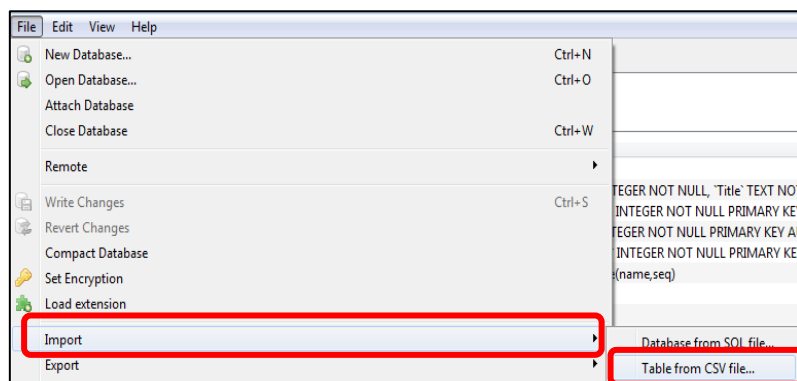 File Edit View Help
New Database... Ctrl+N
Open Database... Ctrl+O
Attach Database
Close Database Ctrl+W
Remote
TEGER NOT NULL, `Title` TEXT NO
Write Changes Ctrl+S
INTEGER NOT NULL PRIMARY KE
Revert Changes
TEGER NOT NULL PRIMARY KEY A
Compact Database
INTEGER NOT NULL PRIMARY KE
Set Encryption
(name,seq)
Load extension
Import
Database from SQL file...
Export
Table from CSV file...